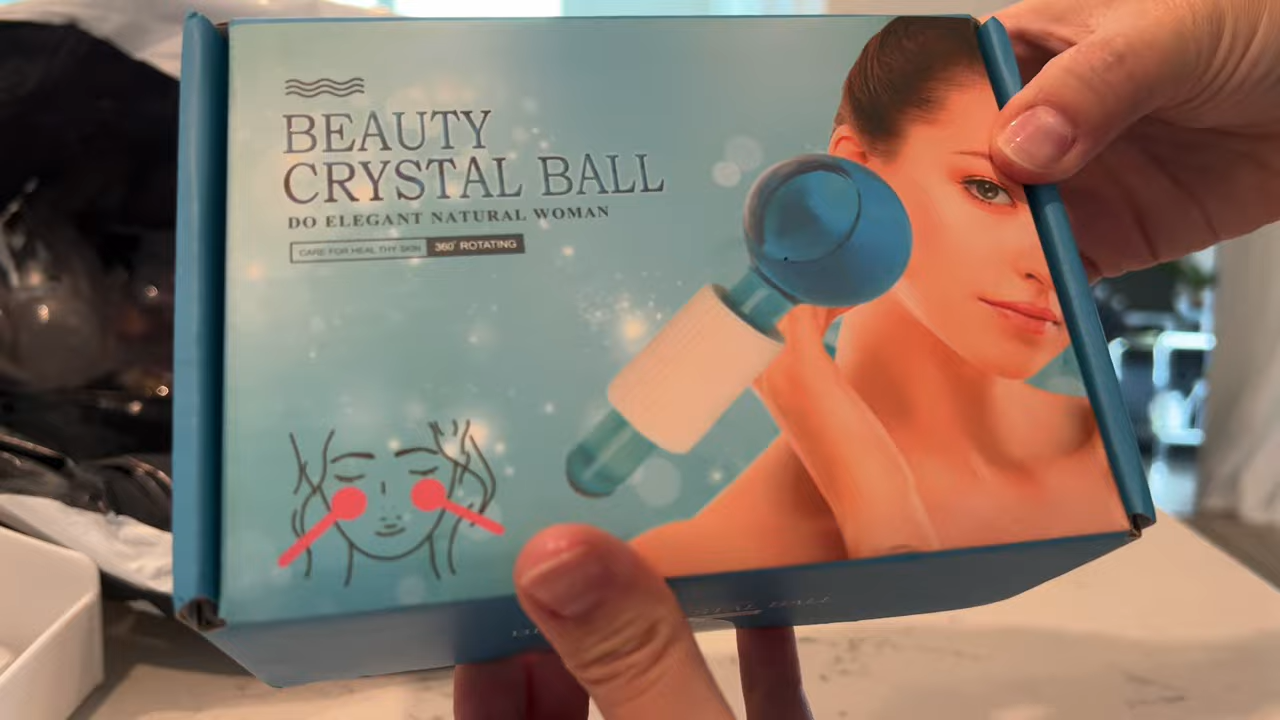 BEAUTY
CRYSTAL BALL
DO ELEGANT NATURAL WOMAN
CARE FOR HEAL THY SKIN 360° ROTATING